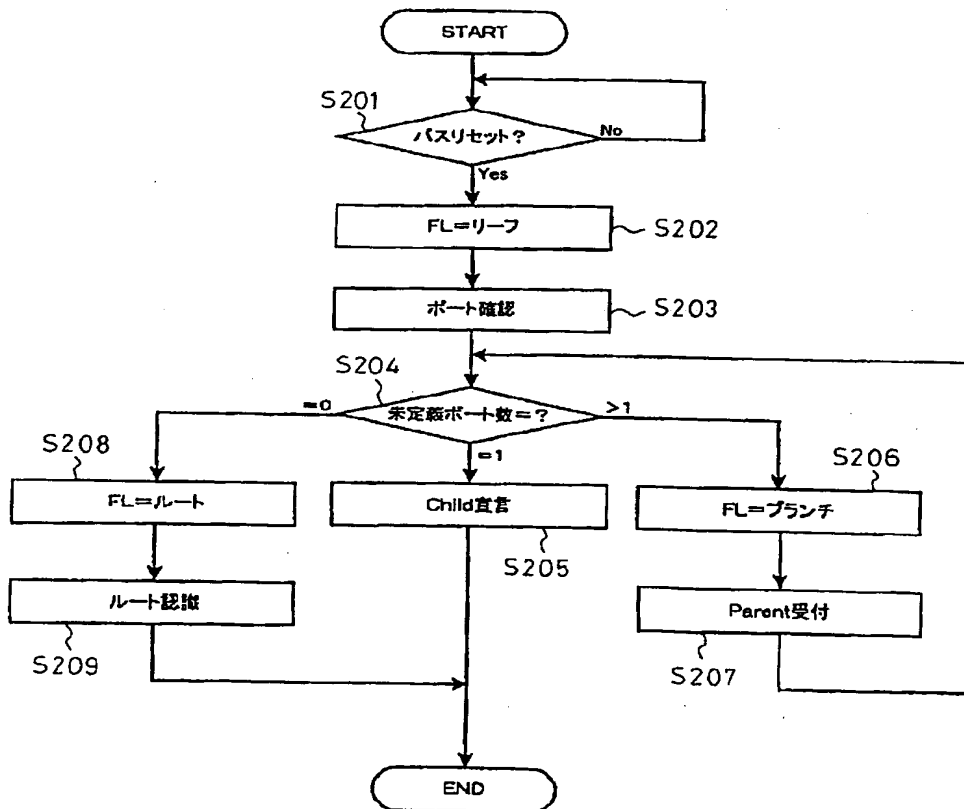 START
S201
バスリセット?
No
Yes
FL=リーフ
S202
ポート確認
S203
S204
未定義ポート数=?
=0
>1
=1
S208
FL=ルート
Child宣言
S205
S206
FL=ブランチ
ルート認識
S209
Parent受付
S207
END